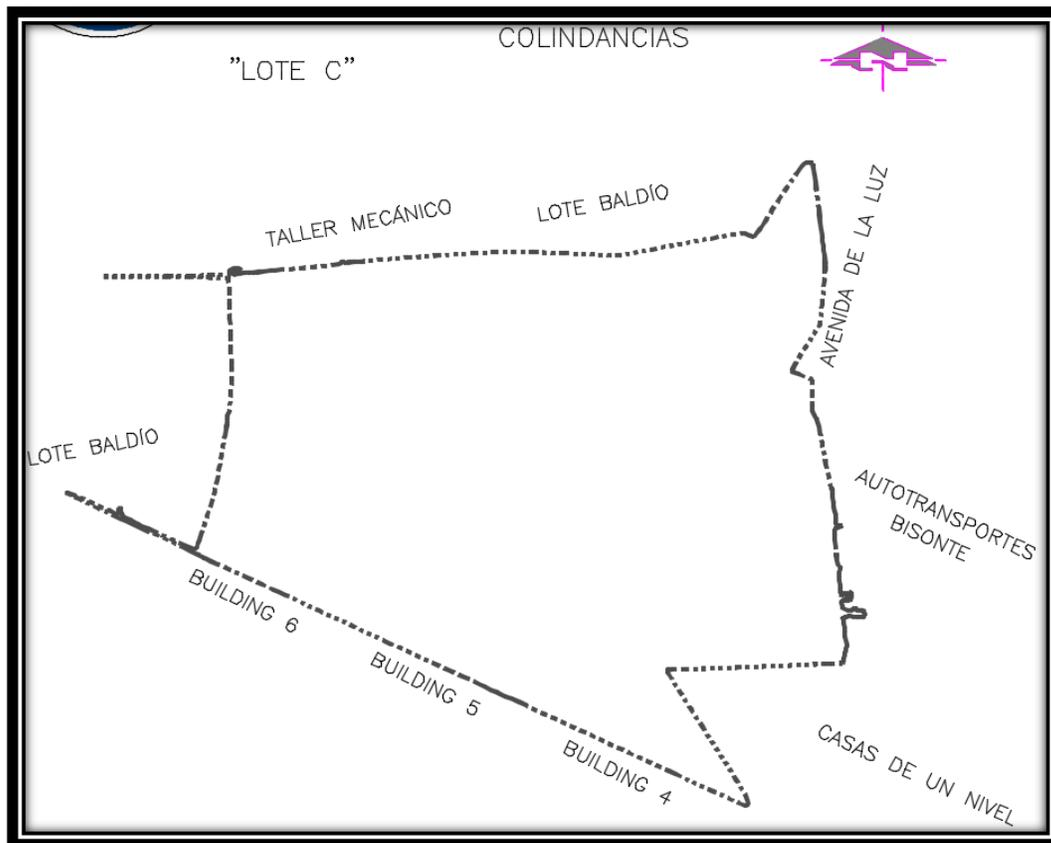 COLINDANCIAS
"LOTE C"
TALLER MECÁNICO
LOTE BALDÍO
AVENIDA DE LA LUZ
LOTE BALDÍO
AUTOTRANSPORTES
BISONTE
BUILDING 6
BUILDING 5
BUILDING 4
CASAS DE UN NIVEL